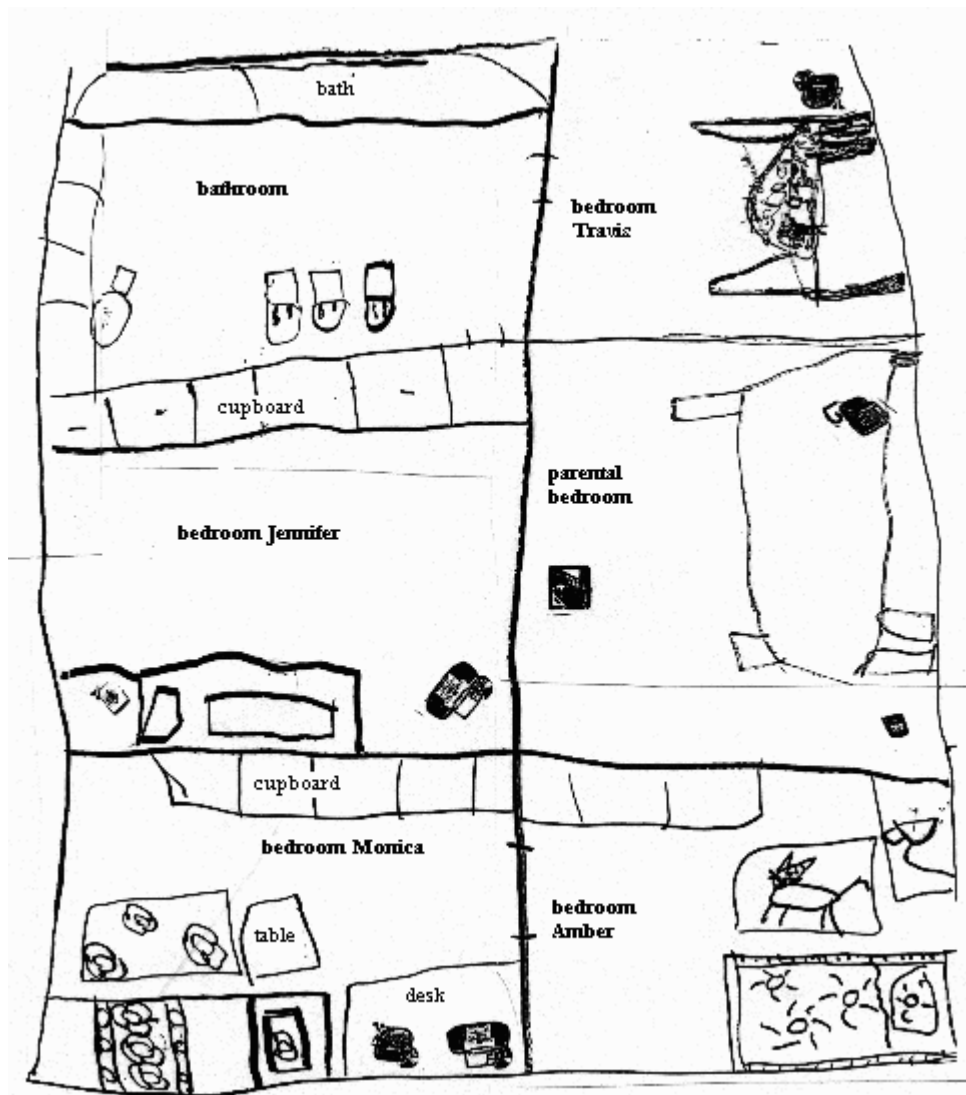 bath
bathroom
bedroom
Travis
cupboard
parental
bedroom
bedroom Jennifer
cupboard
bedroom Monica
bedroom
Amber
table
desk